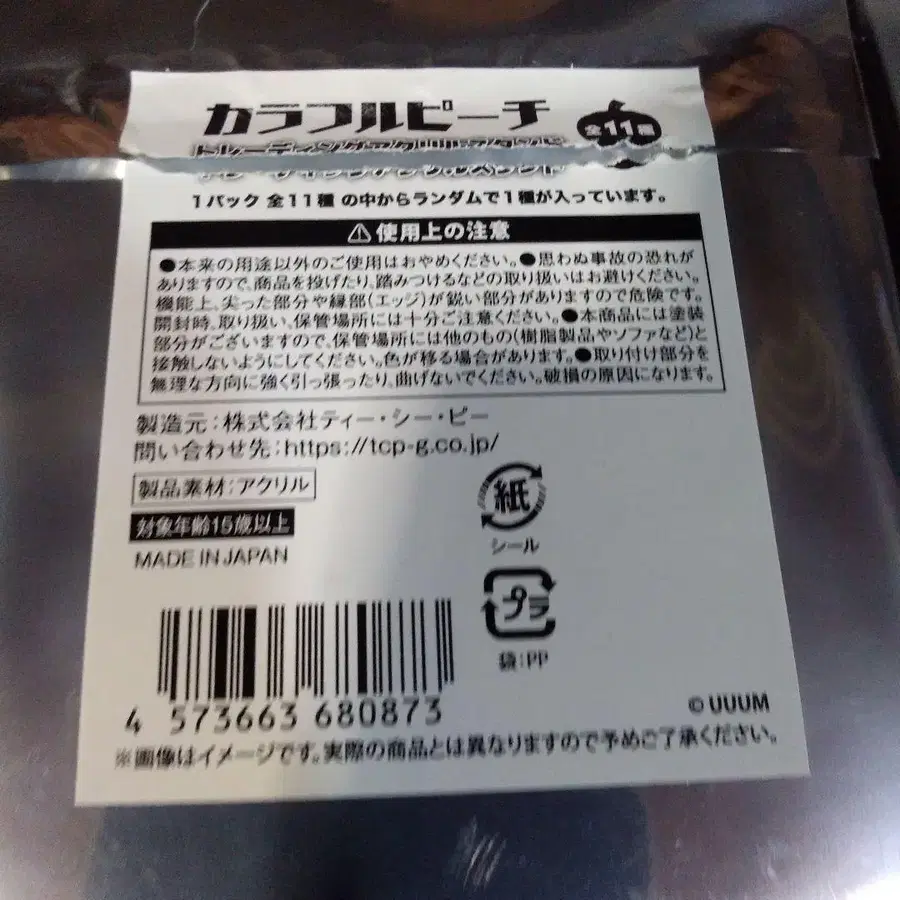 カラフルピーチ
全11種
トレーディングアクリルスタンド
1パック 全11種 の中からランダムで1種が入っています。
⚠使用上の注意
●本来の用途以外のご使用はおやめください。●思わぬ事故の恐れが
ありますので、商品を投げたり、踏みつけるなどの取り扱いはお避けください。
機能上、尖った部分や縁部(エッジ)が鋭い部分がありますので危険です。
開封時、取り扱い、保管場所には十分ご注意ください。●本商品には塗装
部分がございますので、保管場所には他のもの(樹脂製品やソファなど)と
接触しないようにしてください。色が移る場合があります。●取り付け部分を
無理な方向に強く引っ張ったり、曲げないでください。破損の原因になります。
製造元:株式会社ティー・シー・ピー
問い合わせ先:https://tcp-g.co.jp/
製品素材:アクリル
対象年齢15歳以上
MADE IN JAPAN
紙
シール
プラ
袋:PP
4 573663 680873
© UUUM
※画像はイメージです。実際の商品とは異なりますので予めご了承ください。